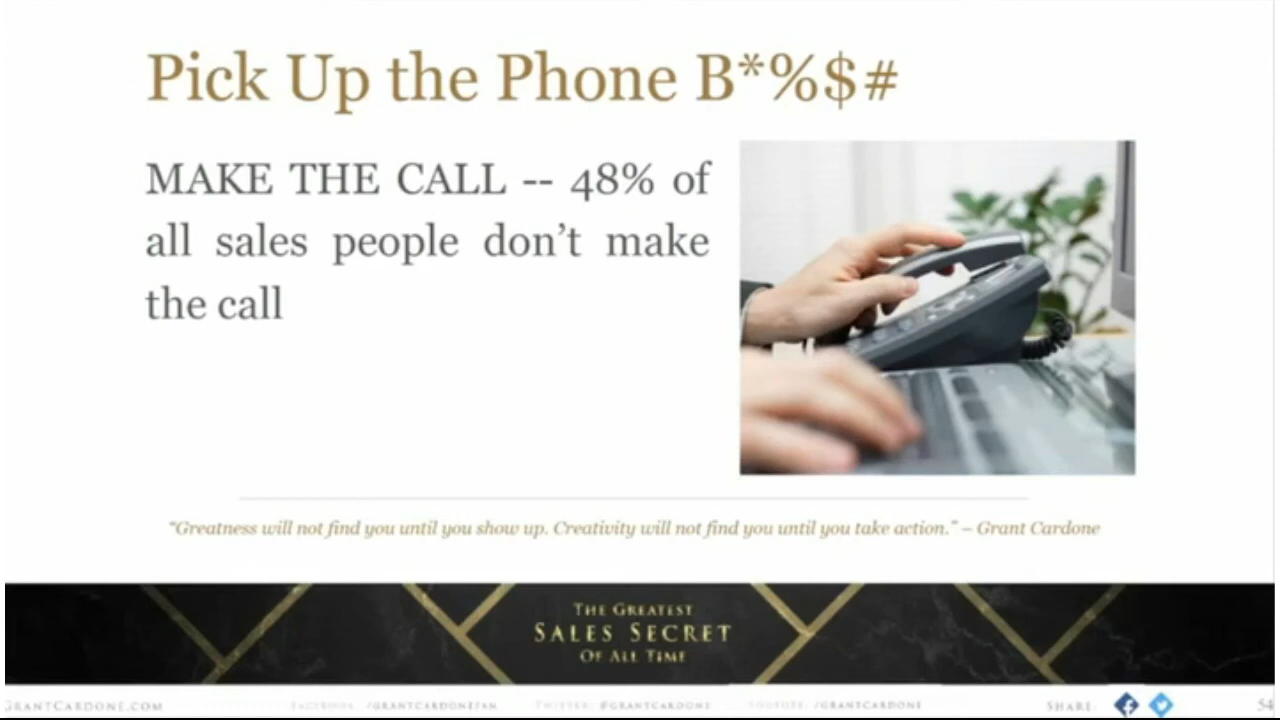 Pick Up the Phone B*%$#
MAKE THE CALL -- 48% of
all sales people don't make
the call
"Greatness will not find you until you show up. Creativity will not find you until you take action." – Grant Cardone
THE GREATEST
SALES SECRET
OF ALL TIME
GRANTCARDONE.COM FACEBOOK: /GRANTCARDONEFAN TWITTER: @GRANTCARDONE YOUTUBE: /GRANTCARDONE SHARE: 54